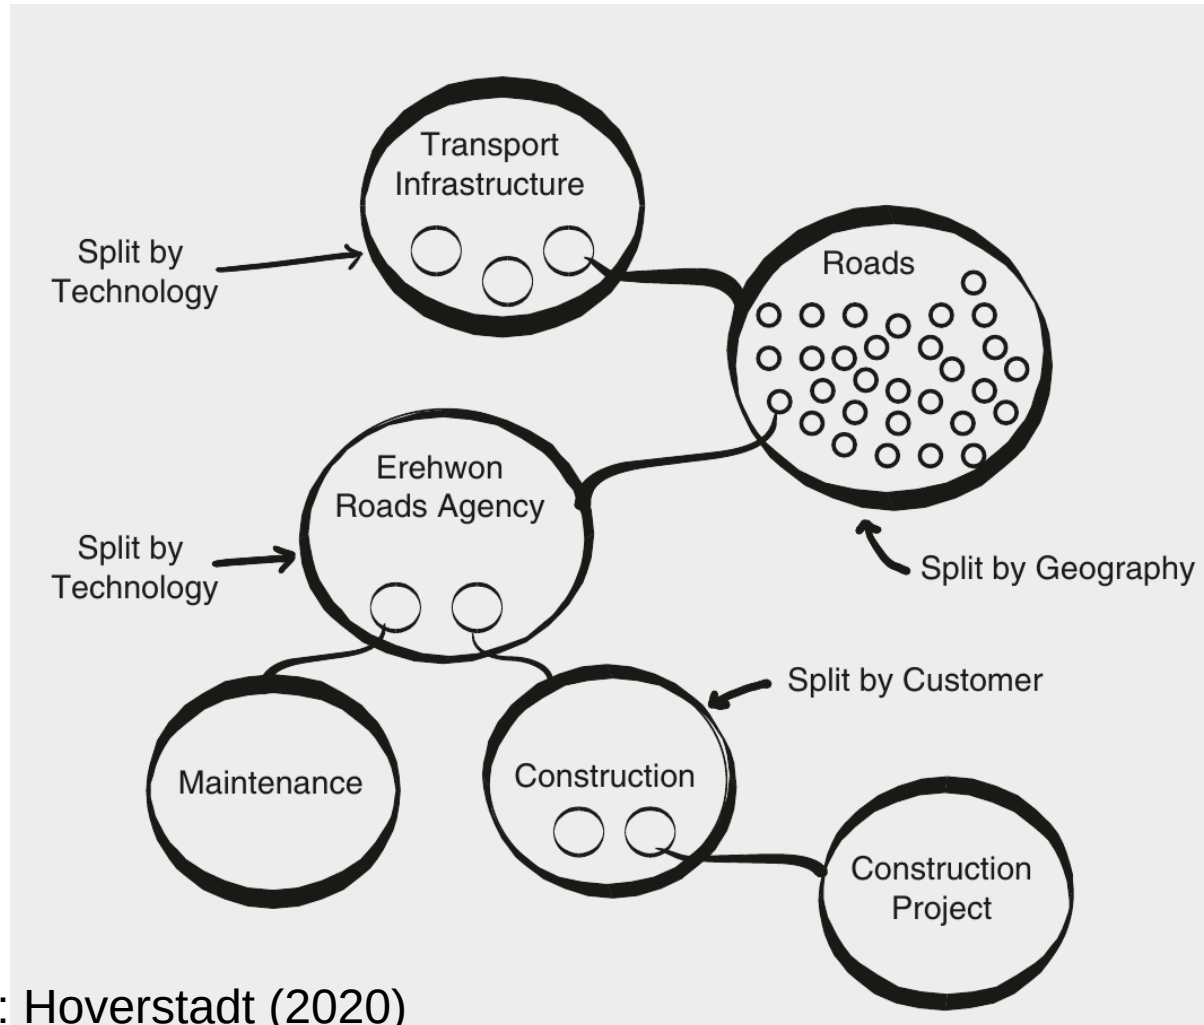 Transport
Infrastructure
Split by
Technology
Roads
Erehwon
Roads Agency
Split by
Technology
Split by Geography
Split by Customer
Maintenance
Construction
Construction
Project
: Hoverstadt (2020)